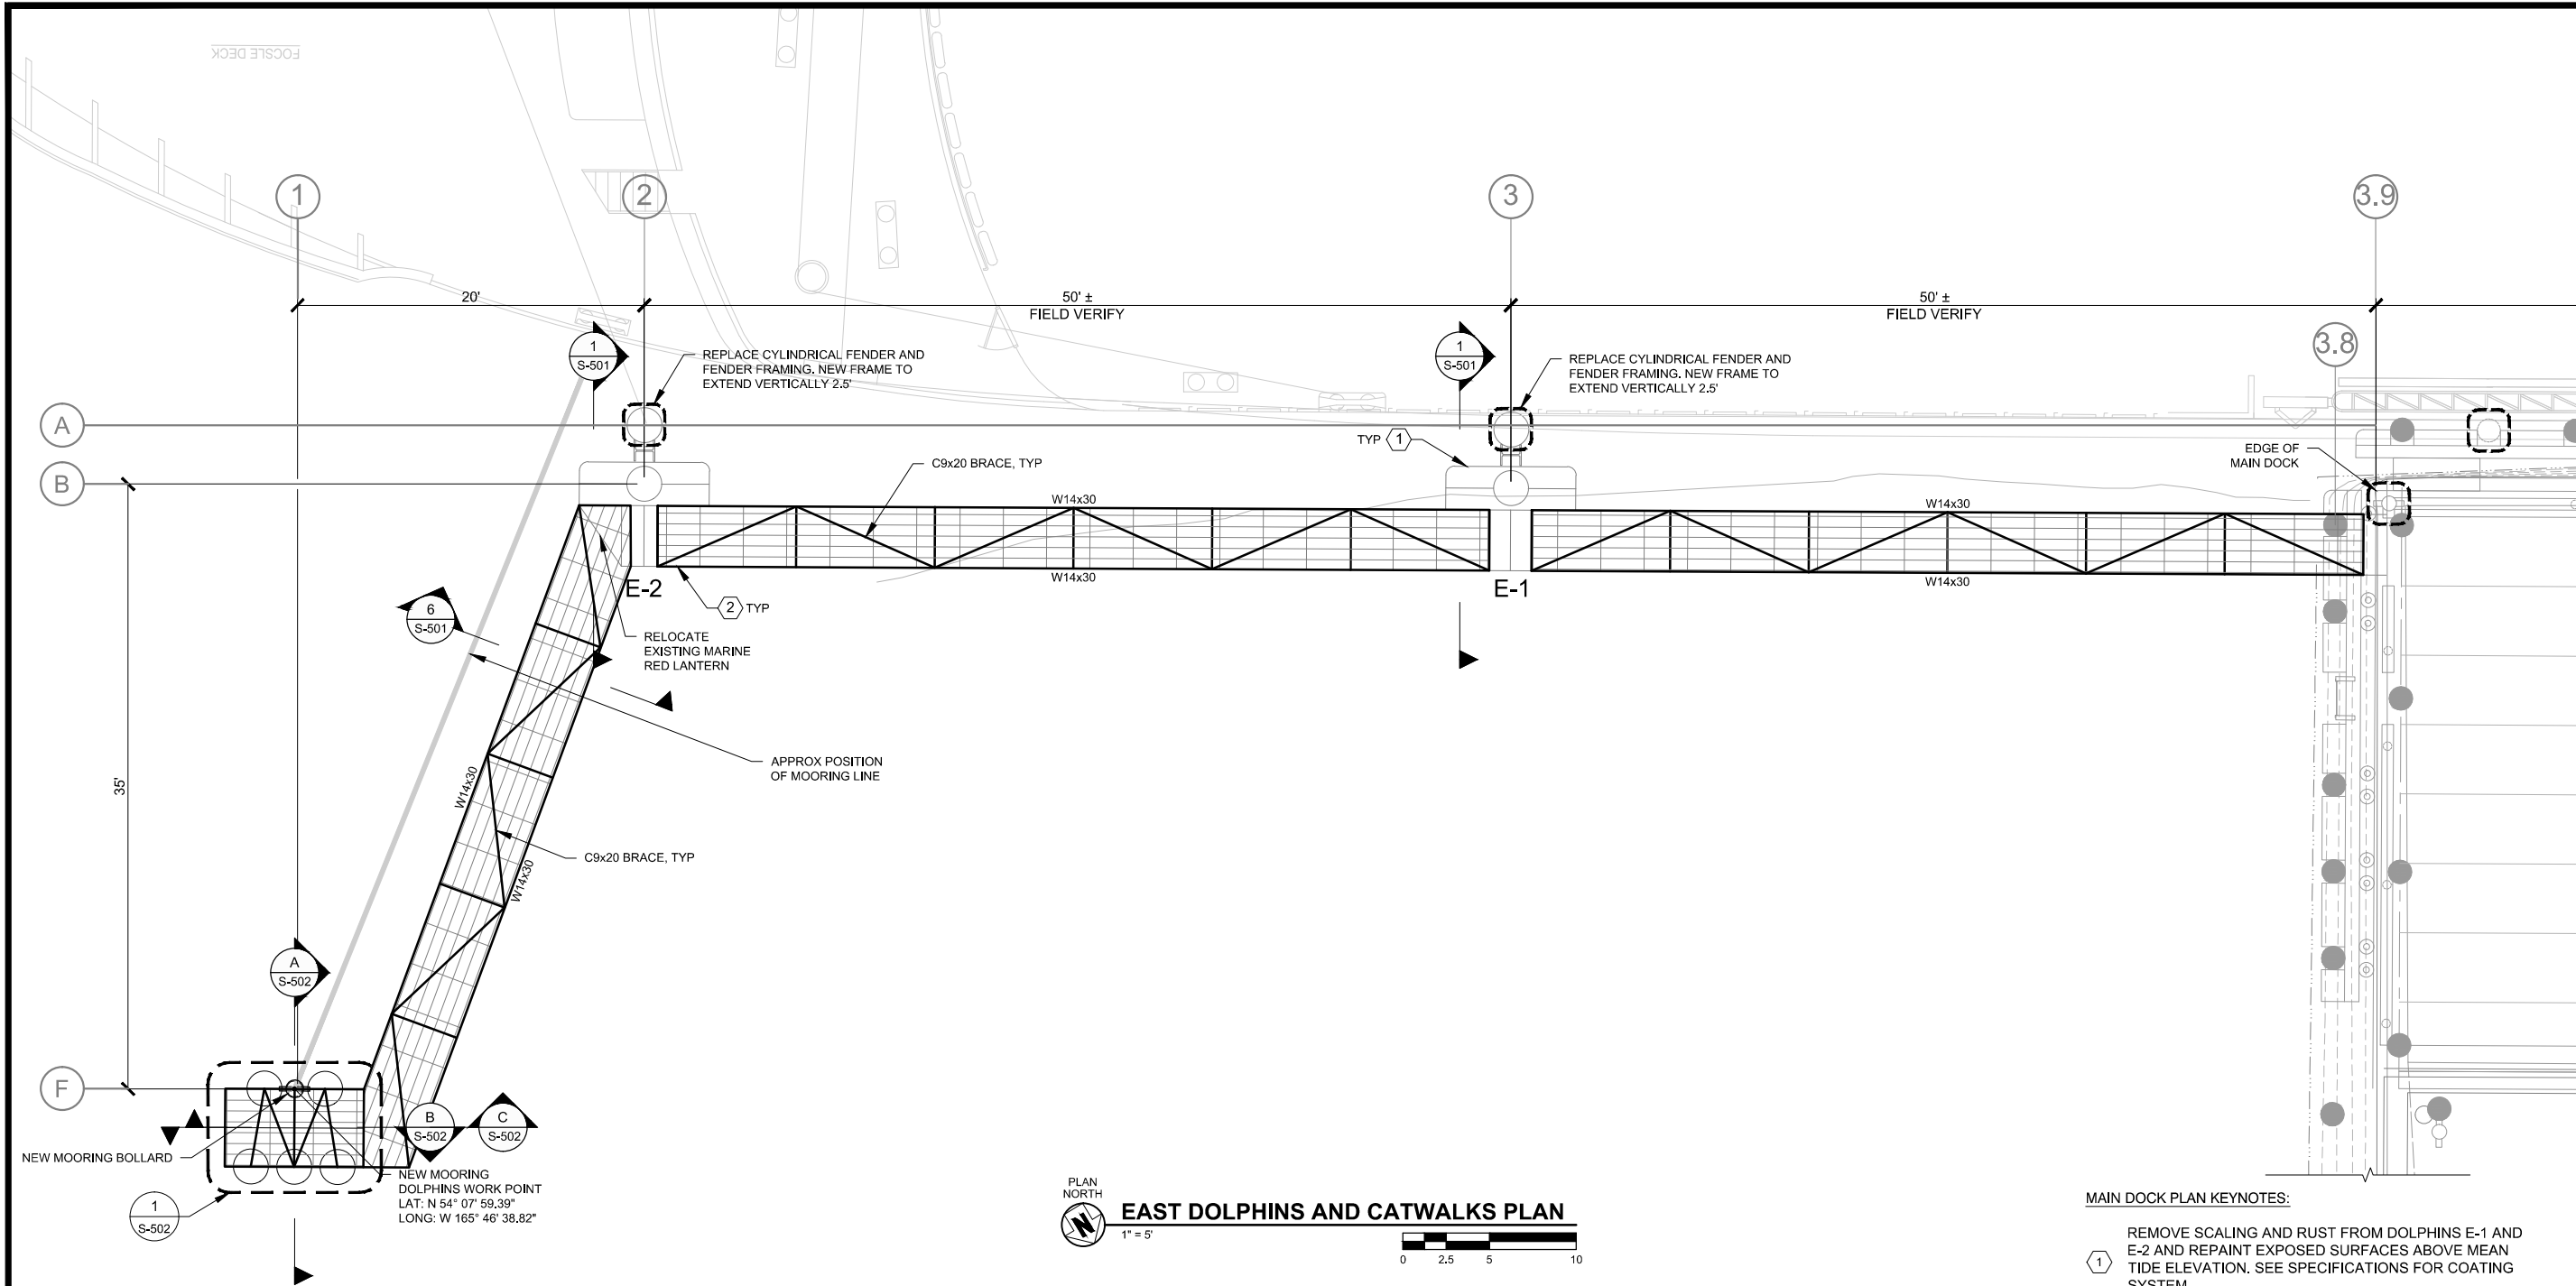 FOCSLE DECK
1
2
3
3.9
20'
50' ±
FIELD VERIFY
50' ±
FIELD VERIFY
3.8
1
S-501
REPLACE CYLINDRICAL FENDER AND
FENDER FRAMING. NEW FRAME TO
EXTEND VERTICALLY 2.5'
1
S-501
REPLACE CYLINDRICAL FENDER AND
FENDER FRAMING. NEW FRAME TO
EXTEND VERTICALLY 2.5'
A
TYP 1
EDGE OF
MAIN DOCK
C9x20 BRACE, TYP
B
W14x30
W14x30
W14x30
W14x30
E-2
E-1
2 TYP
6
S-501
RELOCATE
EXISTING MARINE
RED LANTERN
APPROX POSITION
OF MOORING LINE
35'
W14x30
W14x30
C9x20 BRACE, TYP
A
S-502
F
B
S-502
C
S-502
NEW MOORING BOLLARD
NEW MOORING
DOLPHINS WORK POINT
LAT: N 54° 07' 59.39"
LONG: W 165° 46' 38.82"
1
S-502
PLAN
NORTH
N
EAST DOLPHINS AND CATWALKS PLAN
1" = 5'
0 2.5 5 10
MAIN DOCK PLAN KEYNOTES:
1
REMOVE SCALING AND RUST FROM DOLPHINS E-1 AND
E-2 AND REPAINT EXPOSED SURFACES ABOVE MEAN
TIDE ELEVATION. SEE SPECIFICATIONS FOR COATING
SYSTEM